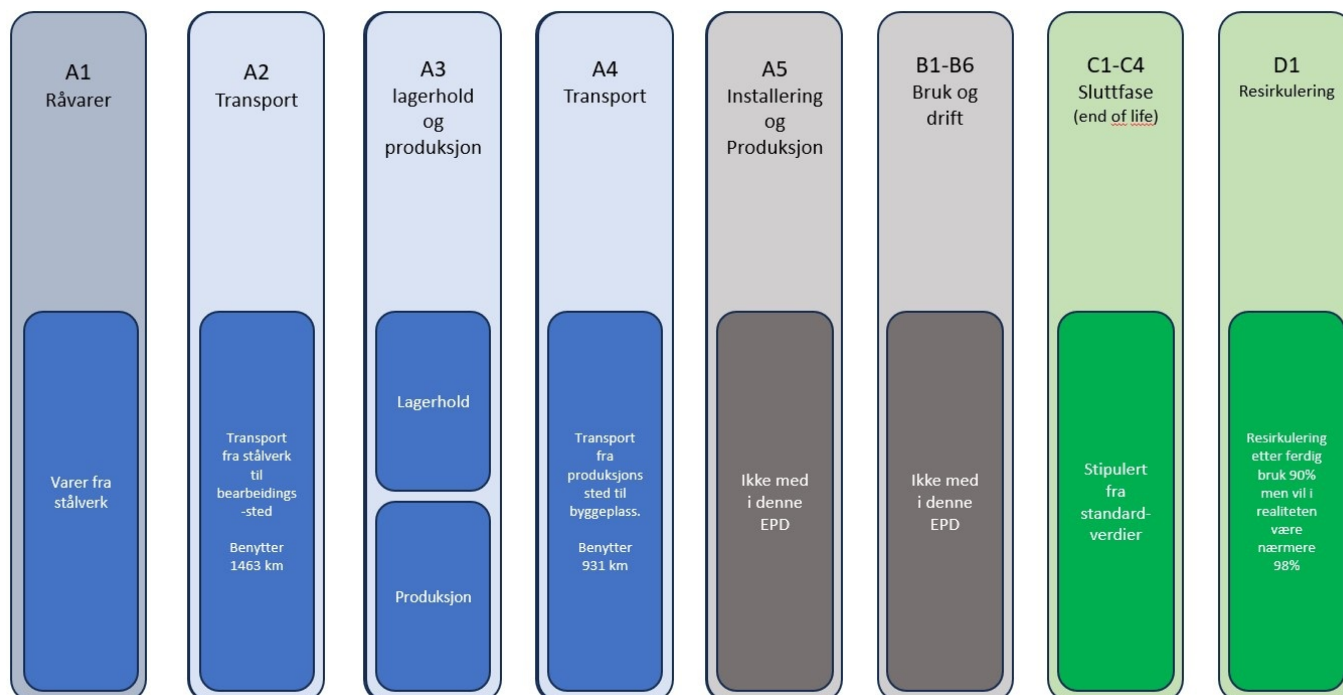 A1
Råvarer
Varer fra
stålverk
A2
Transport
Transport
fra stålverk
til
bearbeidings
-sted
Benytter
1463 km
A3
lagerhold
og
produksjon
Lagerhold
Produksjon
A4
Transport
Transport
fra
produksjons
sted til
byggeplass.
Benytter
931 km
A5
Installering
og
Produksjon
Ikke med
i denne
EPD
B1-B6
Bruk og
drift
Ikke med
i denne
EPD
C1-C4
Sluttfase
(end of life)
Stipulert
fra
standard-
verdier
D1
Resirkulering
Resirkulering
etter ferdig
bruk 90%
men vil i
realiteten
være
nærmere
98%